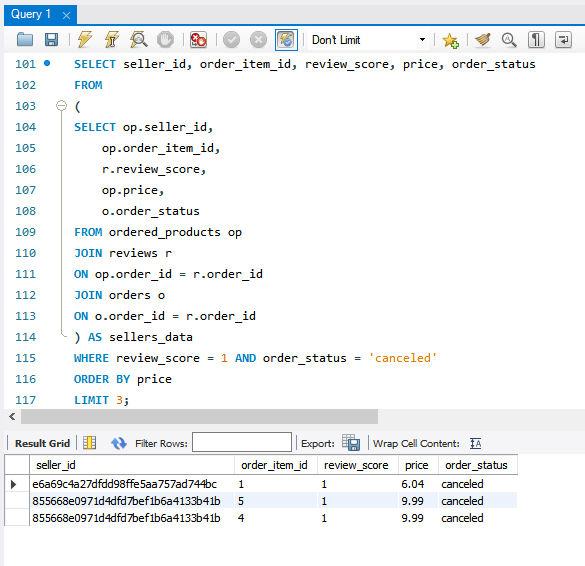 Query 1
Don't Limit
101 SELECT seller_id, order_item_id, review_score, price, order_status
102 FROM
103 (
104 SELECT op.seller_id,
105 op.order_item_id,
106 r.review_score,
107 op.price,
108 o.order_status
109 FROM ordered_products op
110 JOIN reviews r
111 ON op.order_id = r.order_id
112 JOIN orders o
113 ON o.order_id = r.order_id
114 ) AS sellers_data
115 WHERE review_score = 1 AND order_status = 'canceled'
116 ORDER BY price
117 LIMIT 3;
Result Grid Filter Rows: Export: Wrap Cell Content:
seller_id order_item_id review_score price order_status
e6a69c4a27dfdd98ffe5aa757ad744bc 1 1 6.04 canceled
855668e0971d4dfd7bef1b6a4133b41b 5 1 9.99 canceled
855668e0971d4dfd7bef1b6a4133b41b 4 1 9.99 canceled